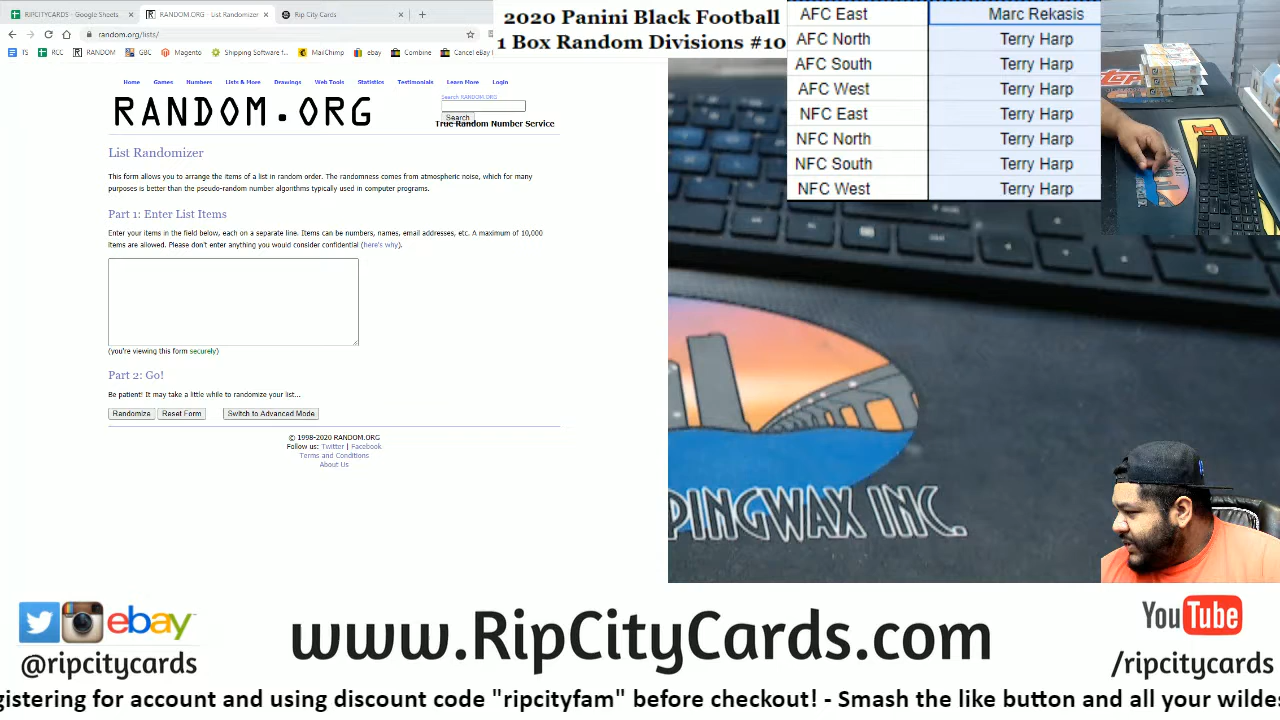 RIPCITYCARDS - Google Sheets
RANDOM.ORG - List Randomizer
Rip City Cards
random.org/lists/
TS
RCC
RANDOM
GBC
Magento
Shipping Software f...
MailChimp
ebay
Combine
Cancel eBay
2020 Panini Black Football
1 Box Random Divisions #10
AFC East Marc Rekasis
AFC North Terry Harp
AFC South Terry Harp
AFC West Terry Harp
NFC East Terry Harp
NFC North Terry Harp
NFC South Terry Harp
NFC West Terry Harp
Home Games Numbers Lists & More Drawings Web Tools Statistics Testimonials Learn More Login
RANDOM.ORG
Search RANDOM.ORG
Search
True Random Number Service
List Randomizer
This form allows you to arrange the items of a list in random order. The randomness comes from atmospheric noise, which for many
purposes is better than the pseudo-random number algorithms typically used in computer programs.
Part 1: Enter List Items
Enter your items in the field below, each on a separate line. Items can be numbers, names, email addresses, etc. A maximum of 10,000
items are allowed. Please don't enter anything you would consider confidential (here's why).
(you're viewing this form securely)
Part 2: Go!
Be patient! It may take a little while to randomize your list...
Randomize Reset Form Switch to Advanced Mode
© 1998-2020 RANDOM.ORG
Follow us: Twitter | Facebook
Terms and Conditions
About Us
PINGWAX INC.
ebay
@ripcitycards
www.RipCityCards.com
YouTube
/ripcitycards
gistering for account and using discount code "ripcityfam" before checkout! - Smash the like button and all your wildes